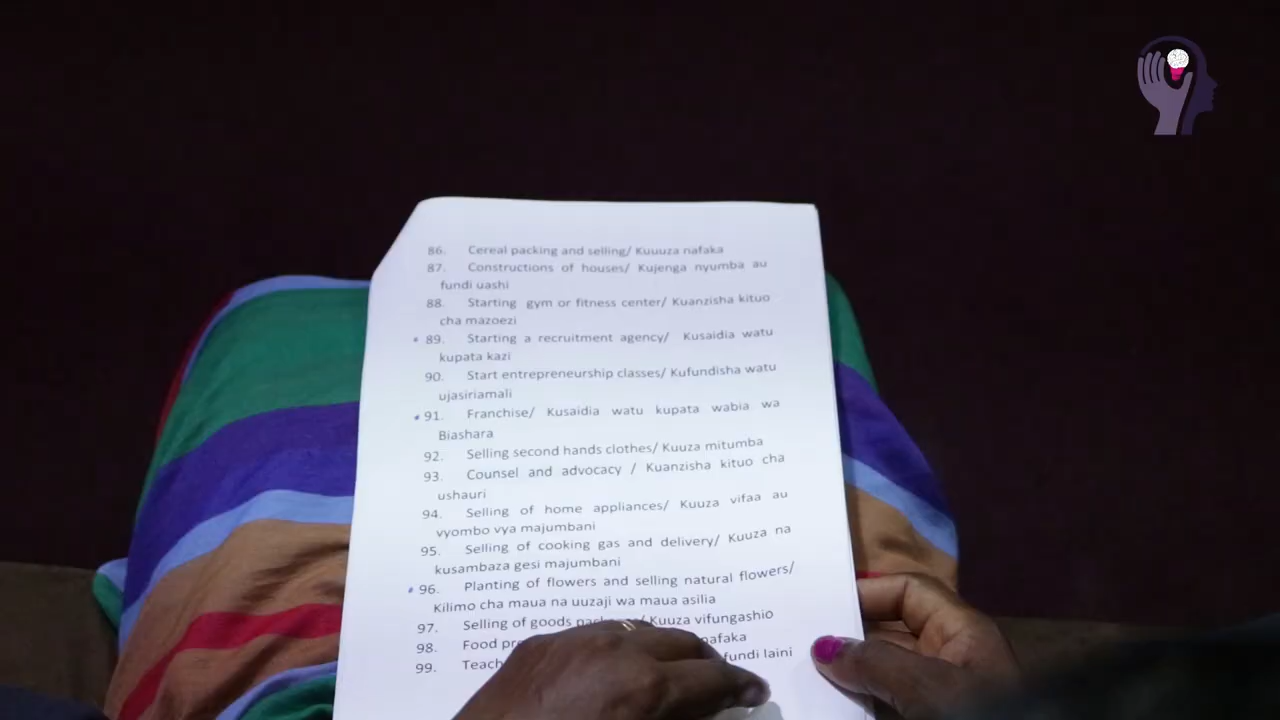 86. Cereal packing and selling/ Kuuuza nafaka
87. Constructions of houses/ Kujenga nyumba au
fundi uashi
88. Starting gym or fitness center/ Kuanzisha kituo
cha mazoezi
89. Starting a recruitment agency/ Kusaidia watu
kupata kazi
90. Start entrepreneurship classes/ Kufundisha watu
ujasiriamali
91. Franchise/ Kusaidia watu kupata wabia wa
Biashara
92. Selling second hands clothes/ Kuuza mitumba
93. Counsel and advocacy / Kuanzisha kituo cha
ushauri
94. Selling of home appliances/ Kuuza vifaa au
vyombo vya majumbani
95. Selling of cooking gas and delivery/ Kuuza na
kusambaza gesi majumbani
96. Planting of flowers and selling natural flowers/
Kilimo cha maua na uuzaji wa maua asilia
97. Selling of goods Kuuza vifungashio
98. Food nafaka
99. fundi laini